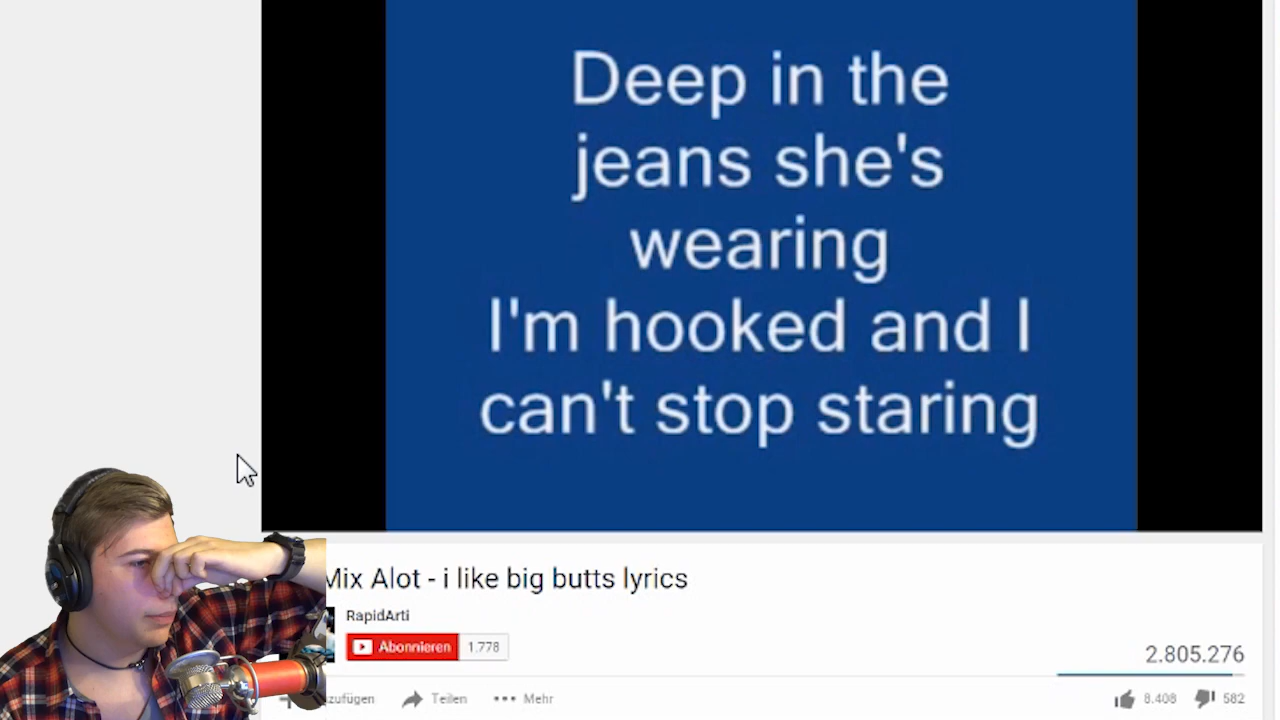 Deep in the
jeans she's
wearing
I'm hooked and I
can't stop staring
Mix Alot - i like big butts lyrics
RapidArti
Abonnieren 1.778
2.805.276
zufügen Teilen Mehr 8.408 582